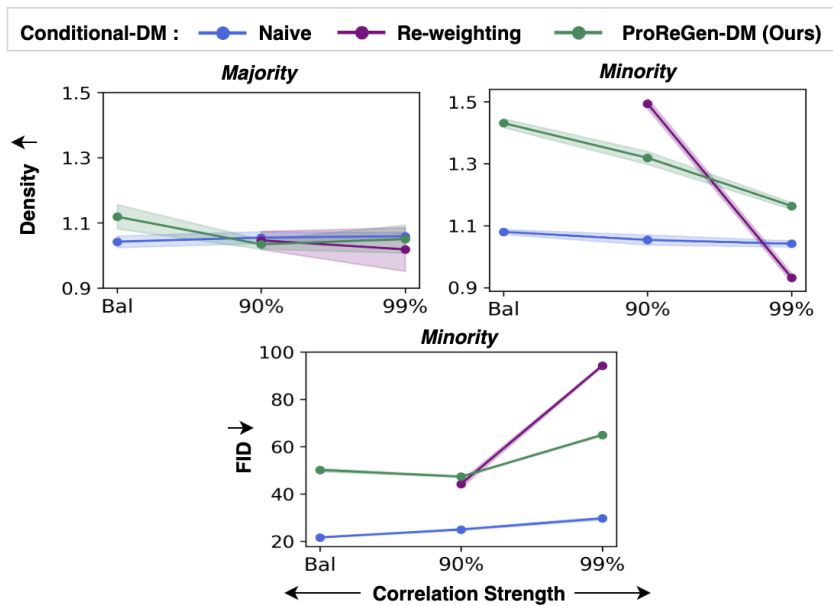 Conditional-DM : Naive Re-weighting ProReGen-DM (Ours)
Majority
Minority
Density
1.5
1.3
1.1
0.9
Bal 90% 99%
1.5
1.3
1.1
0.9
Bal 90% 99%
Minority
FID
100
80
60
40
20
Bal 90% 99%
Correlation Strength